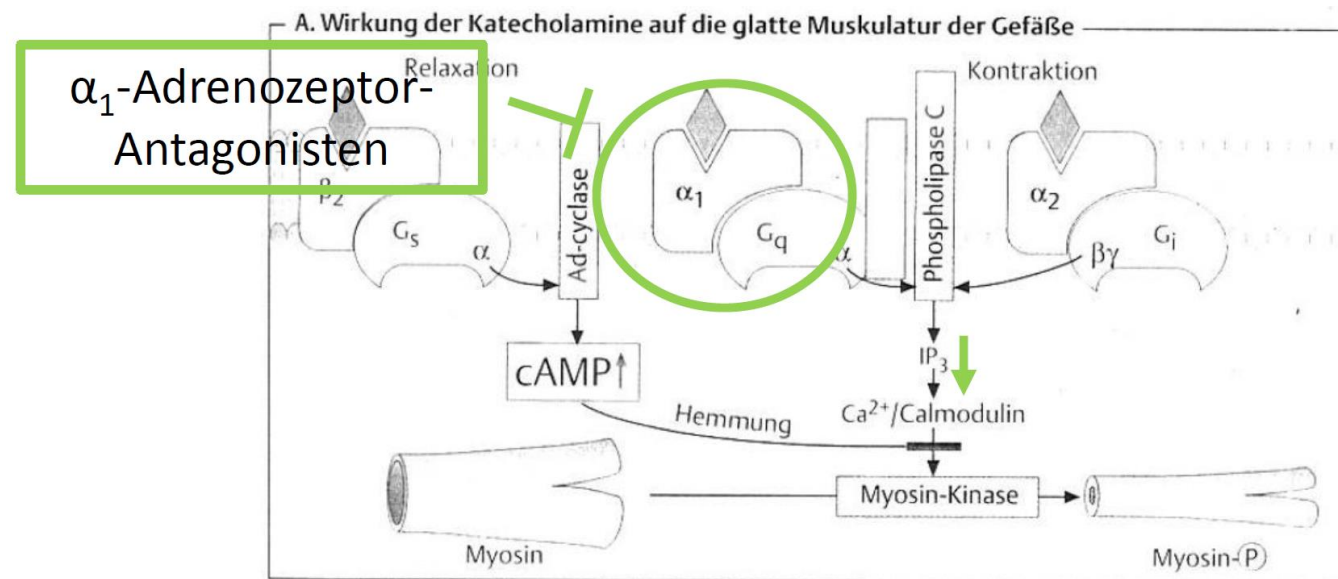 A. Wirkung der Katecholamine auf die glatte Muskulatur der Gefäße
Relaxation
Kontraktion
α₁-Adrenozeptor-
Antagonisten
β₂
Gₛ
α
Ad-cyclase
α₁
G_q
α
Phospholipase C
α₂
βγ
Gᵢ
cAMP↑
IP₃
Hemmung
Ca²⁺/Calmodulin
Myosin-Kinase
Myosin
Myosin-Ⓟ